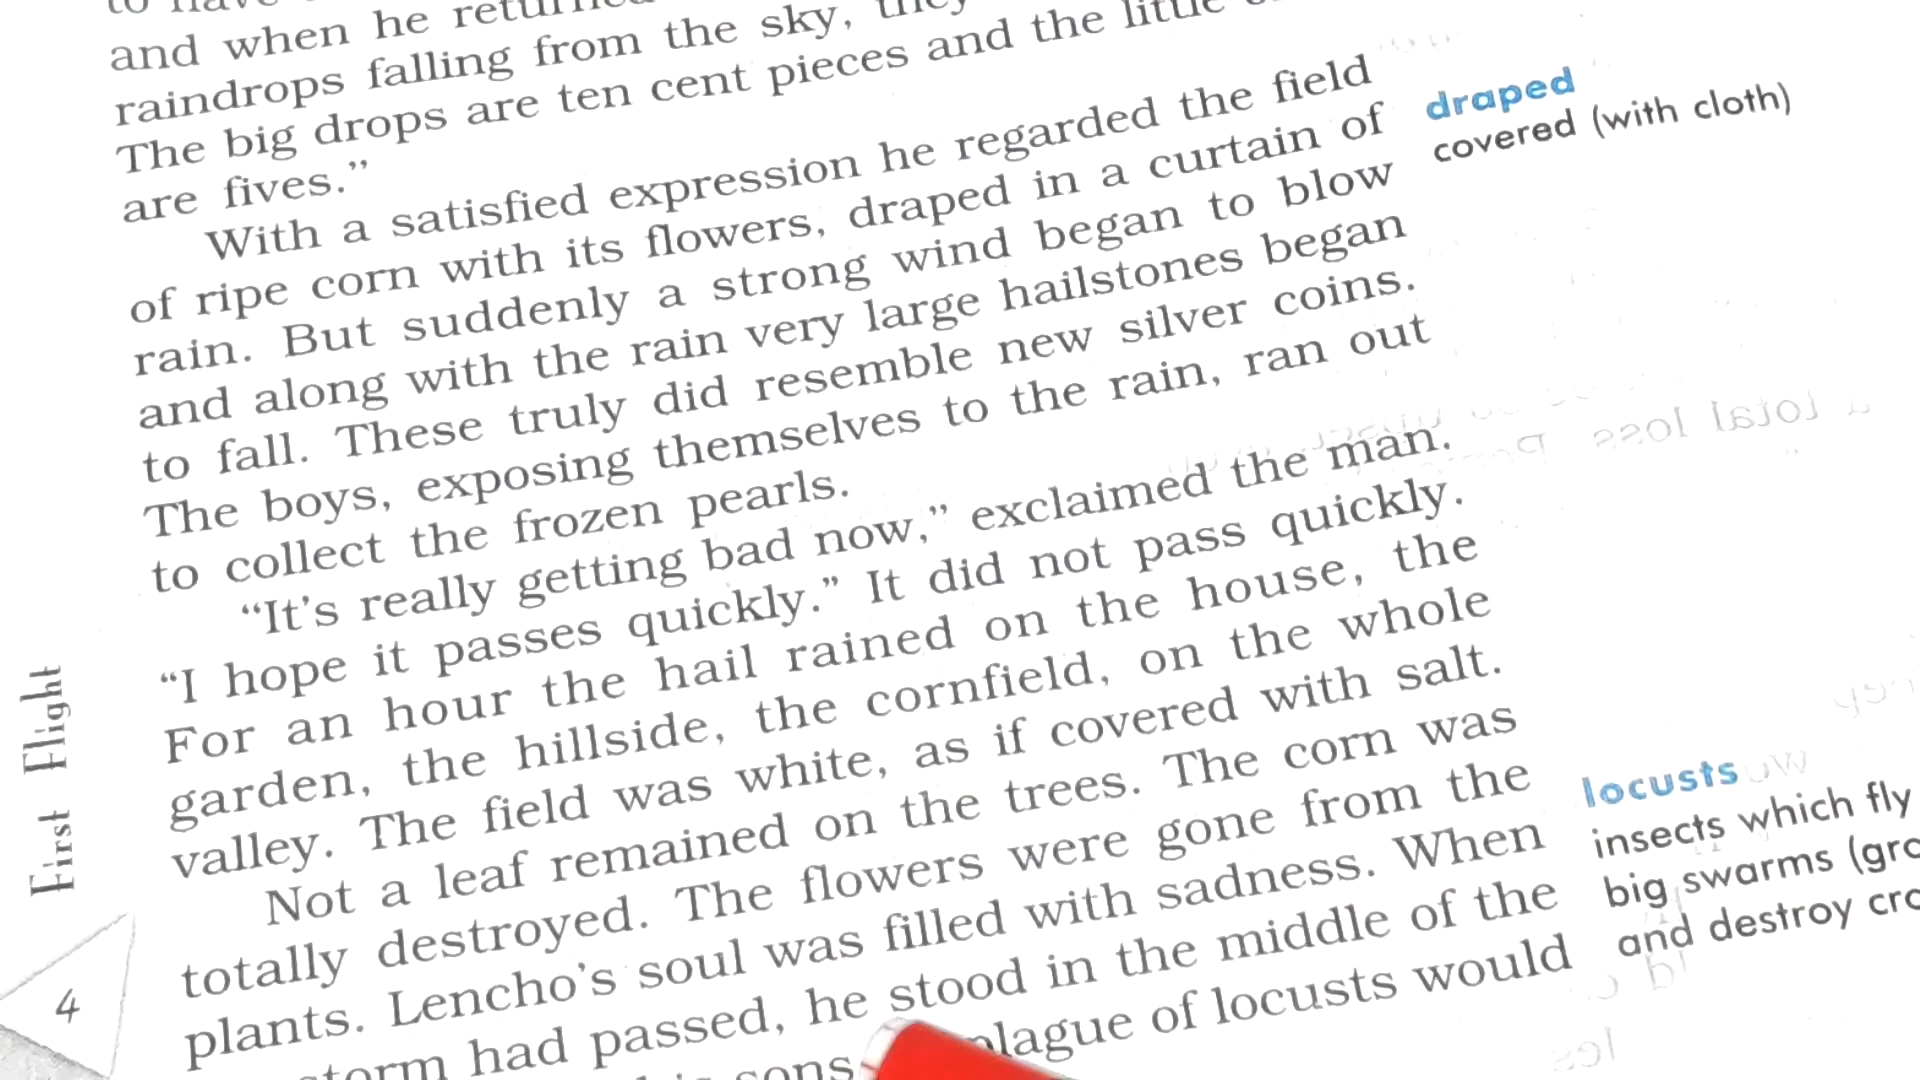 and when he
raindrops falling from the sky,
The big drops are ten cent pieces and the little
are fives.”
With a satisfied expression he regarded the field
of ripe corn with its flowers, draped in a curtain of
rain. But suddenly a strong wind began to blow
and along with the rain very large hailstones began
to fall. These truly did resemble new silver coins.
The boys, exposing themselves to the rain, ran out
to collect the frozen pearls.
“It’s really getting bad now,” exclaimed the man.
“I hope it passes quickly.” It did not pass quickly.
For an hour the hail rained on the house, the
garden, the hillside, the cornfield, on the whole
valley. The field was white, as if covered with salt.
Not a leaf remained on the trees. The corn was
totally destroyed. The flowers were gone from the
plants. Lencho’s soul was filled with sadness. When
storm had passed, he stood in the middle of the
sons plague of locusts would
draped
covered (with cloth)
locusts
insects which fly
big swarms
and destroy
First Flight
4